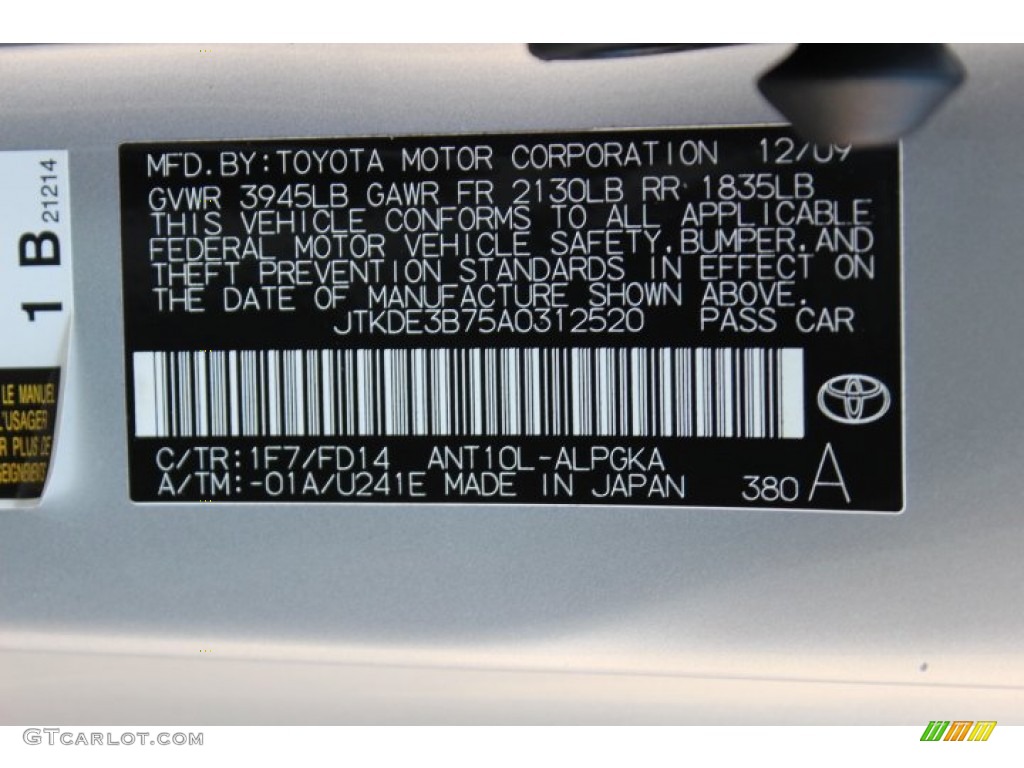 MFD. BY: TOYOTA MOTOR CORPORATION 12/09
GVWR 3945LB GAWR FR 2130LB RR 1835LB
THIS VEHICLE CONFORMS TO ALL APPLICABLE
FEDERAL MOTOR VEHICLE SAFETY, BUMPER, AND
THEFT PREVENTION STANDARDS IN EFFECT ON
THE DATE OF MANUFACTURE SHOWN ABOVE.
JTKDE3B75A0312520 PASS CAR
C/TR: 1F7/FD14 ANT10L-ALPGKA
A/TM: -01A/U241E MADE IN JAPAN 380 A
1 B 21214
LE MANUEL
L'USAGER
R PLUS DE
GTCARLOT.COM